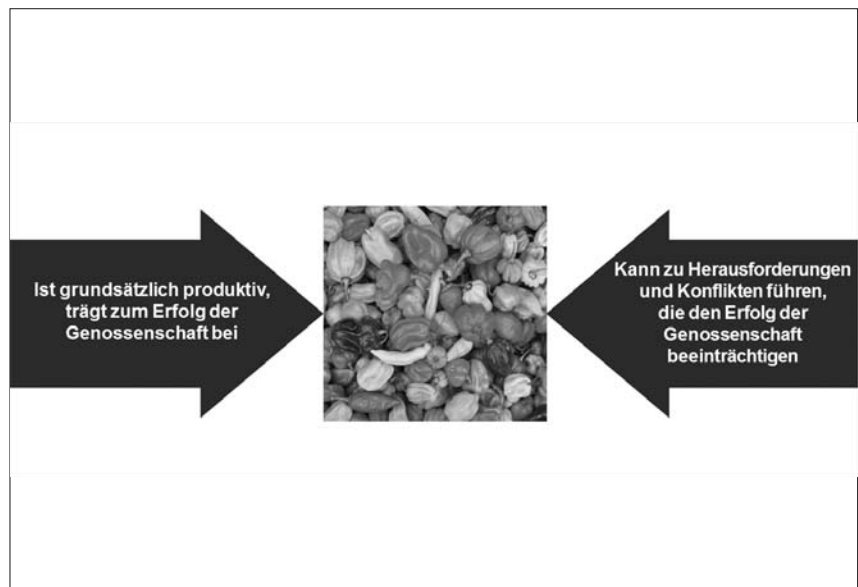 Ist grundsätzlich produktiv,
trägt zum Erfolg der
Genossenschaft bei
Kann zu Herausforderungen
und Konflikten führen,
die den Erfolg der
Genossenschaft
beeinträchtigen